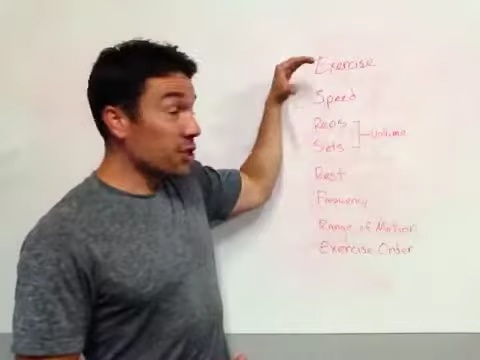 Exercise
Speed
Reps
Sets
Volume
Rest
Frequency
Range of Motion
Exercise Order